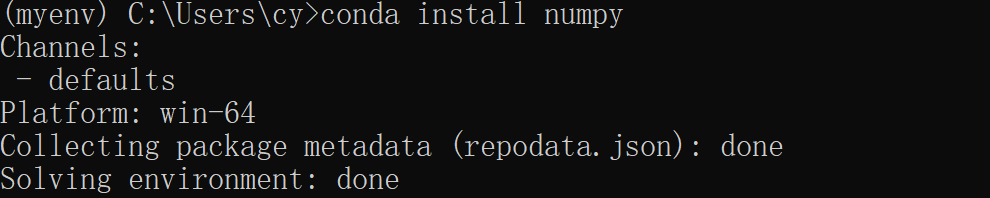 (myenv) C:\Users\cy>conda install numpy
Channels:
 - defaults
Platform: win-64
Collecting package metadata (repodata.json): done
Solving environment: done